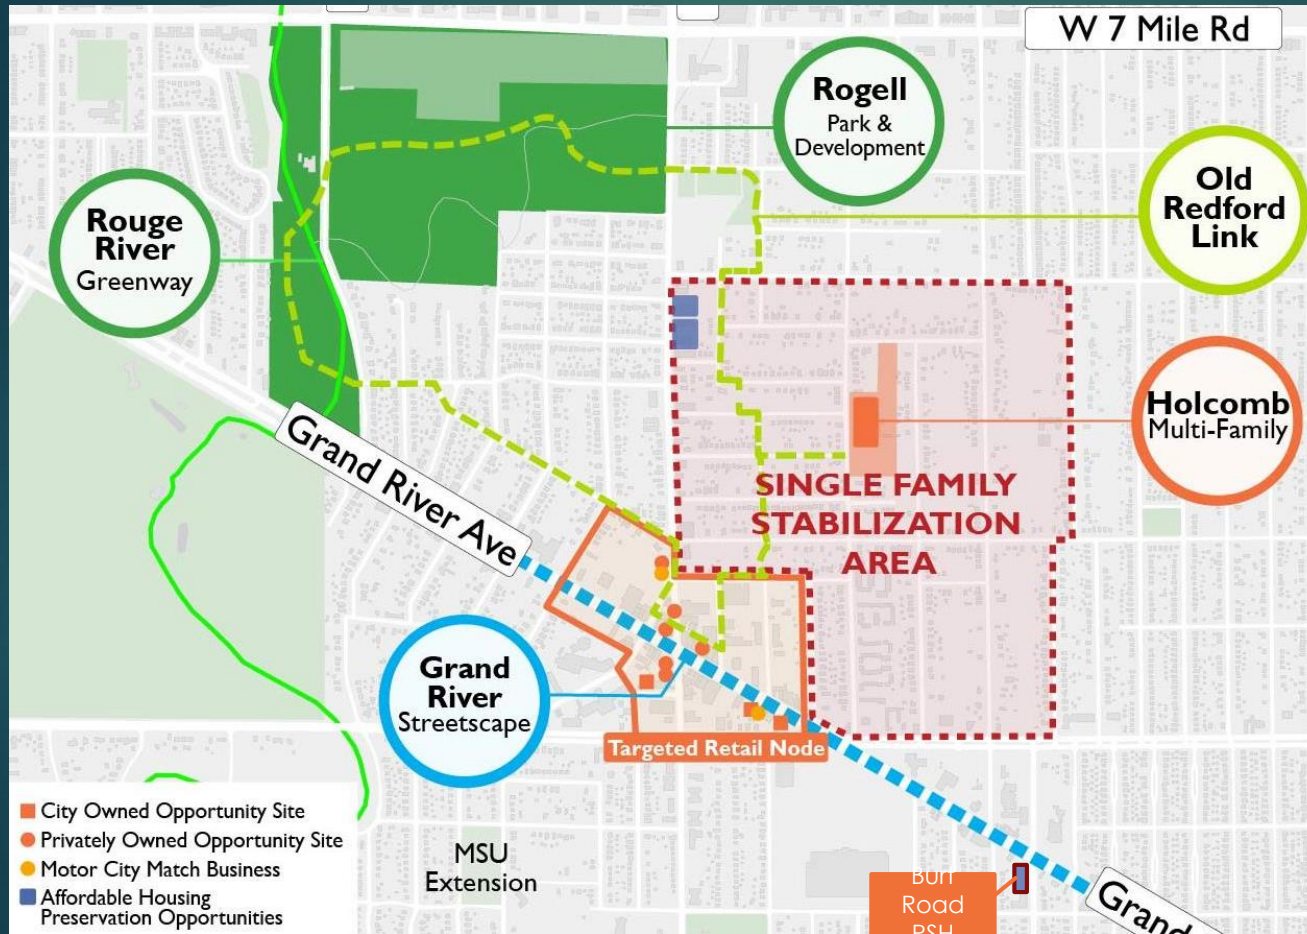 W 7 Mile Rd
Rogell
Park &
Development
Old
Redford
Link
Rouge
River
Greenway
Holcomb
Multi-Family
Grand River Ave
SINGLE FAMILY
STABILIZATION
AREA
Grand
River
Streetscape
Targeted Retail Node
City Owned Opportunity Site
Privately Owned Opportunity Site
Motor City Match Business
Affordable Housing
Preservation Opportunities
MSU
Extension
Burr
Road
PSH
Grand